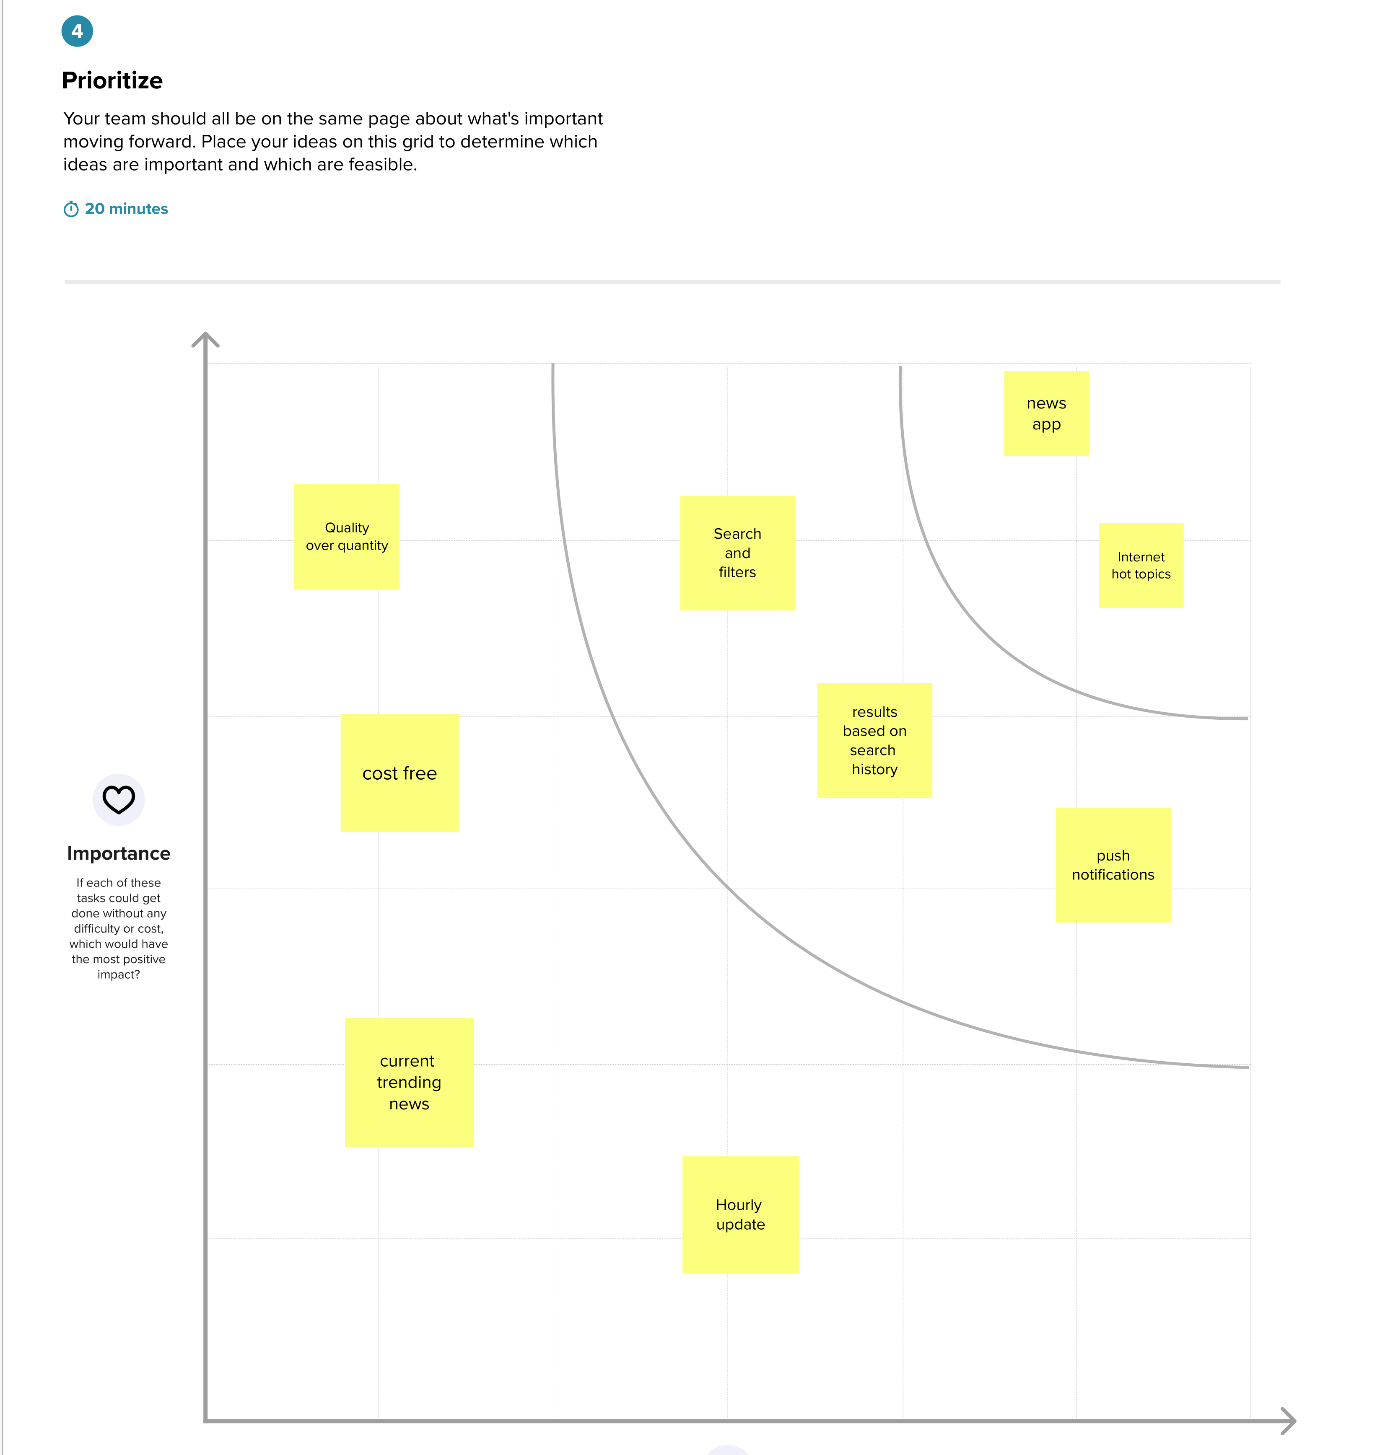 4
Prioritize
Your team should all be on the same page about what's important
moving forward. Place your ideas on this grid to determine which
ideas are important and which are feasible.
20 minutes
news
app
Quality
over quantity
Search
and
filters
Internet
hot topics
results
based on
search
history
cost free
push
notifications
Importance
If each of these
tasks could get
done without any
difficulty or cost,
which would have
the most positive
impact?
current
trending
news
Hourly
update